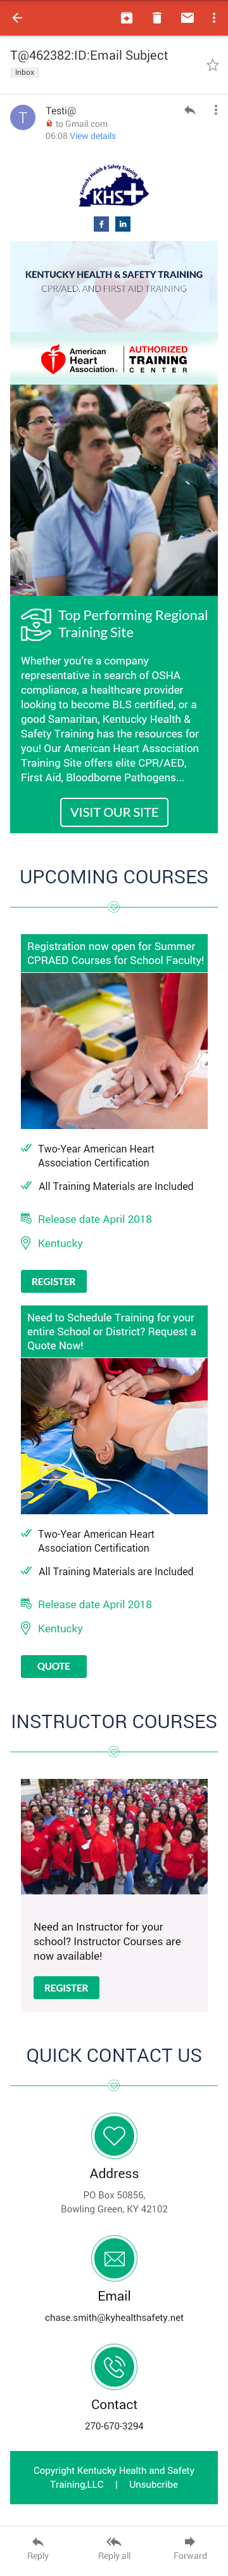 T@462382:ID:Email Subject
Inbox
T
Testi@
to Gmail.com
06:08 View details
KENTUCKY
HEALTH & SAFETY TRAINING
KHS
f
in
KENTUCKY HEALTH & SAFETY TRAINING
CPR/AED, AND FIRST AID TRAINING
American Heart Association®
AUTHORIZED
TRAINING
CENTER
Top Performing Regional
Training Site
Whether you're a company
representative in search of OSHA
compliance, a healthcare provider
looking to become BLS certified, or a
good Samaritan, Kentucky Health &
Safety Training has the resources for
you! Our American Heart Association
Training Site offers elite CPR/AED,
First Aid, Bloodborne Pathogens...
VISIT OUR SITE
UPCOMING COURSES
Registration now open for Summer
CPRAED Courses for School Faculty!
Two-Year American Heart
Association Certification
All Training Materials are Included
Release date April 2018
Kentucky
REGISTER
Need to Schedule Training for your
entire School or District? Request a
Quote Now!
Two-Year American Heart
Association Certification
All Training Materials are Included
Release date April 2018
Kentucky
QUOTE
INSTRUCTOR COURSES
Need an Instructor for your
school? Instructor Courses are
now available!
REGISTER
QUICK CONTACT US
Address
PO Box 50856,
Bowling Green, KY 42102
Email
chase.smith@kyhealthsafety.net
Contact
270-670-3294
Copyright Kentucky Health and Safety
Training,LLC | Unsubcribe
Reply
Reply all
Forward